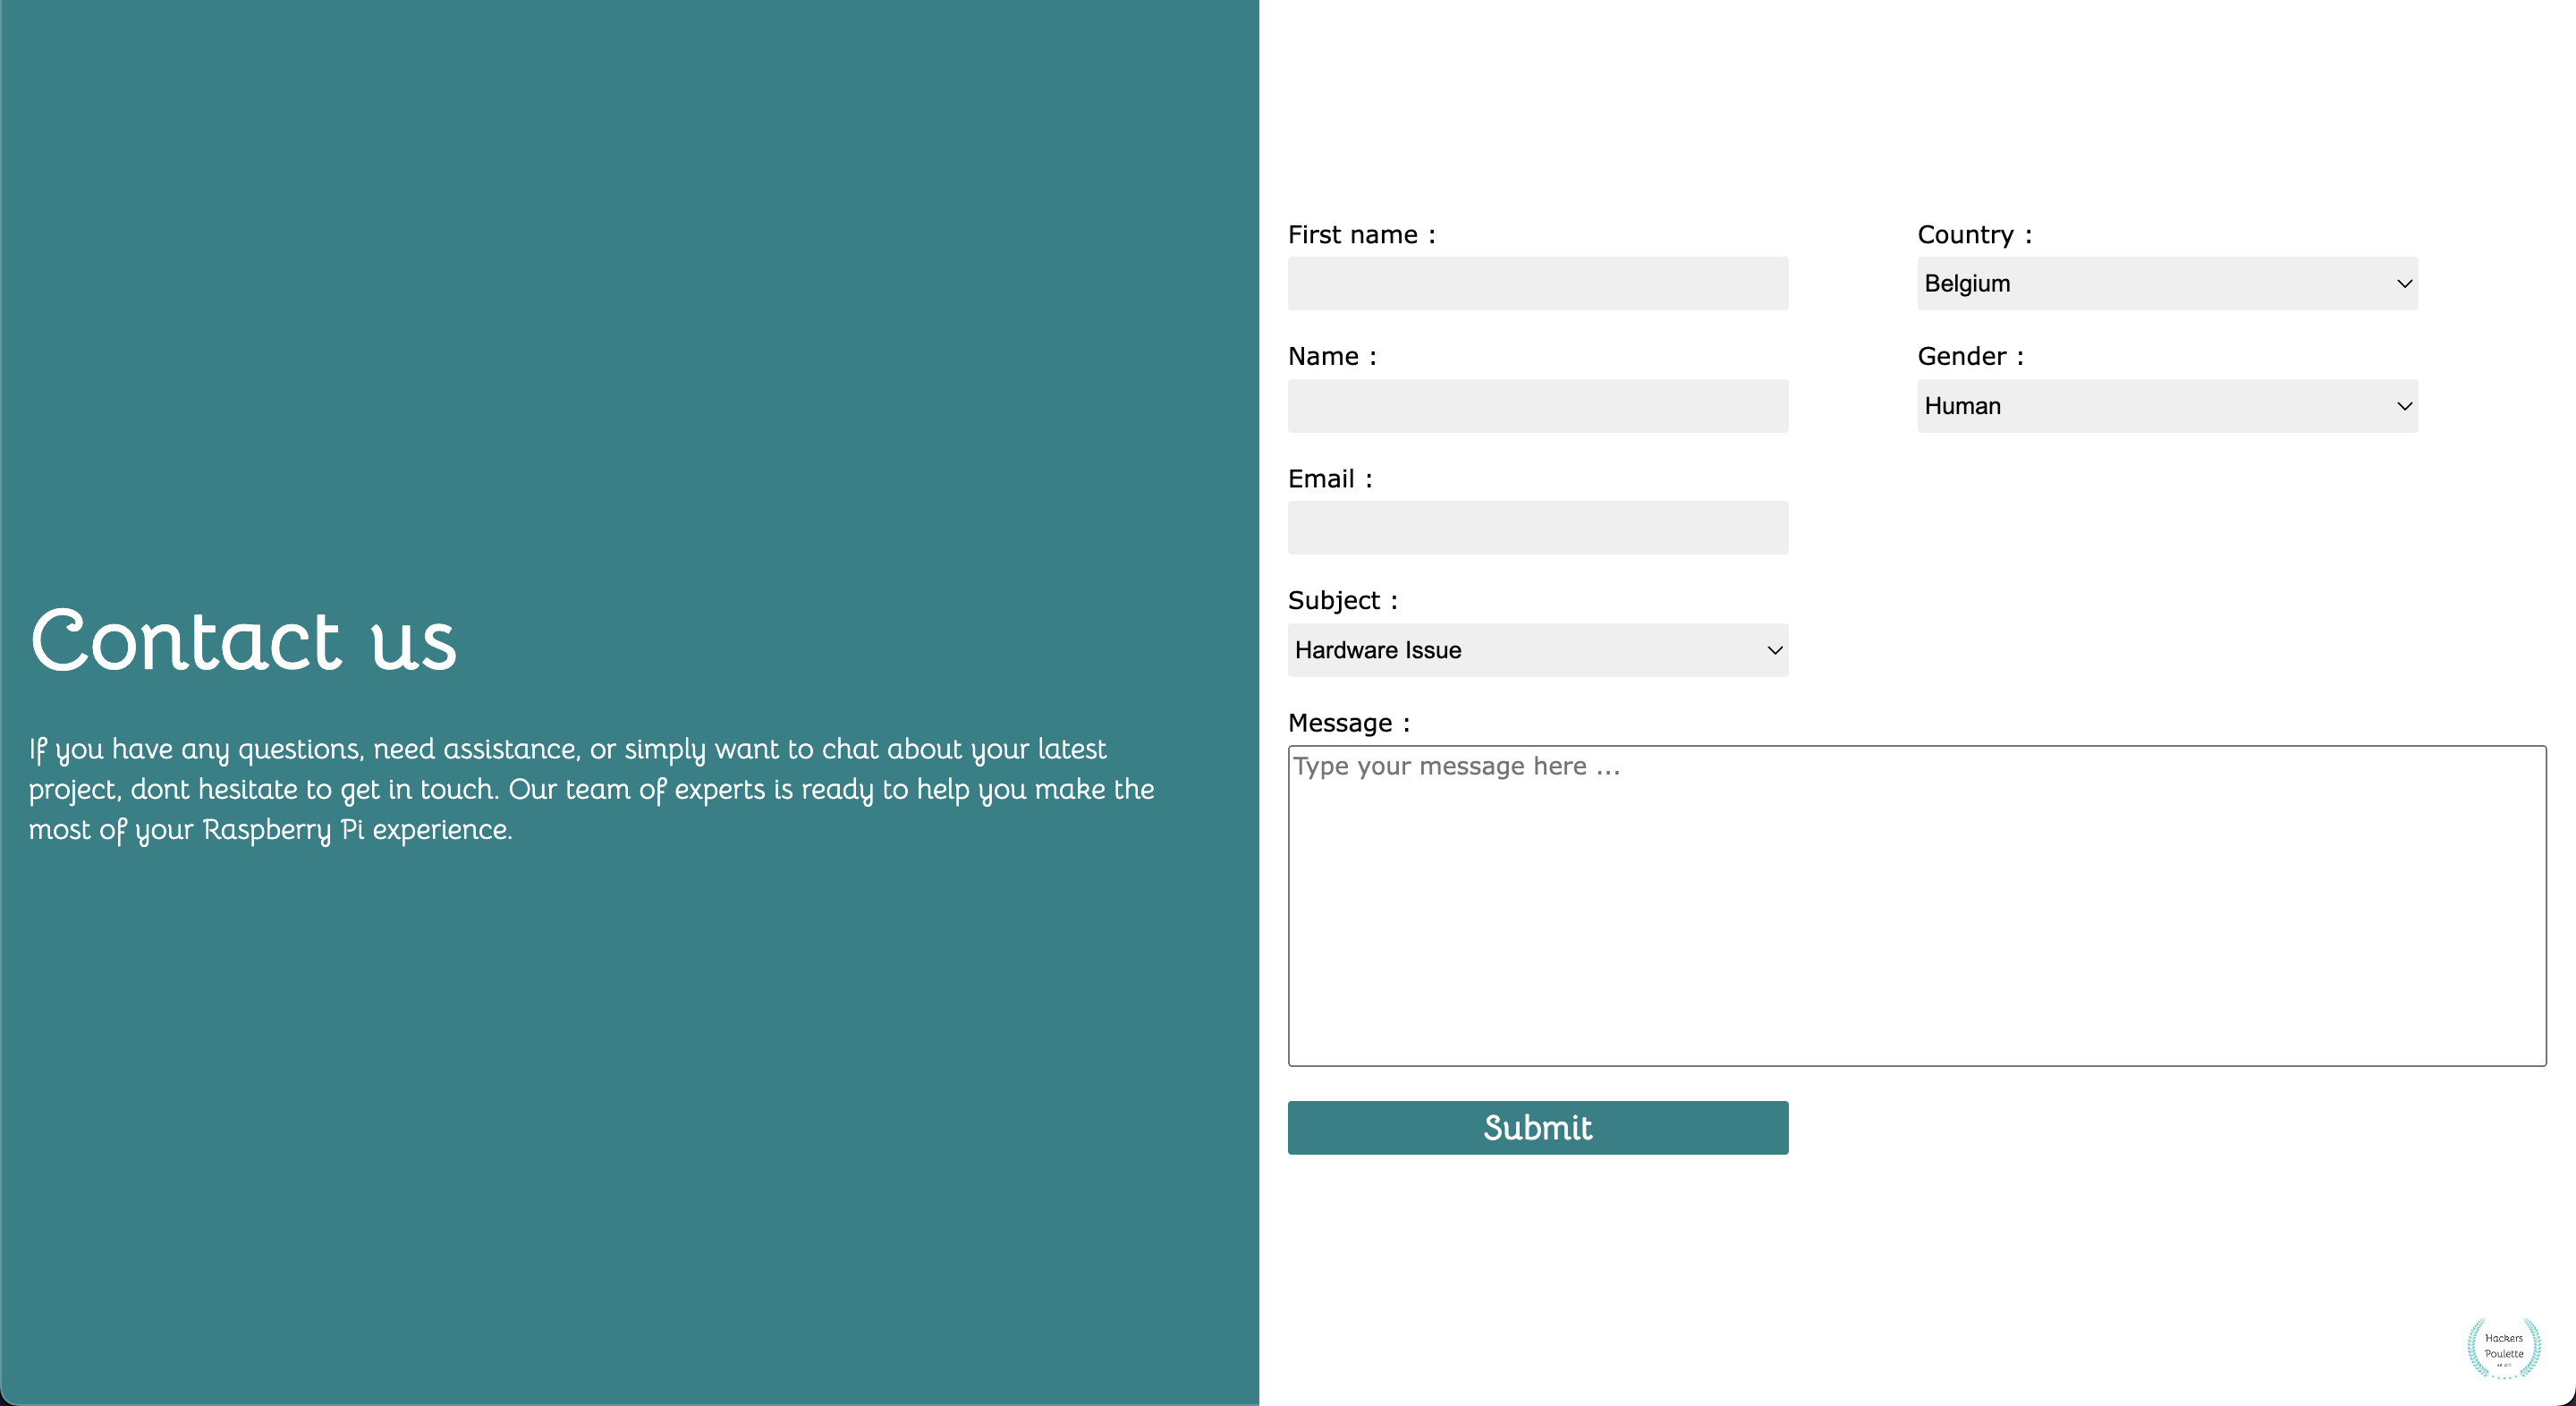 Contact us
If you have any questions, need assistance, or simply want to chat about your latest
project, dont hesitate to get in touch. Our team of experts is ready to help you make the
most of your Raspberry Pi experience.
First name :
Country :
Belgium
Name :
Gender :
Human
Email :
Subject :
Hardware Issue
Message :
Type your message here ...
Submit
Hackers
Poulette